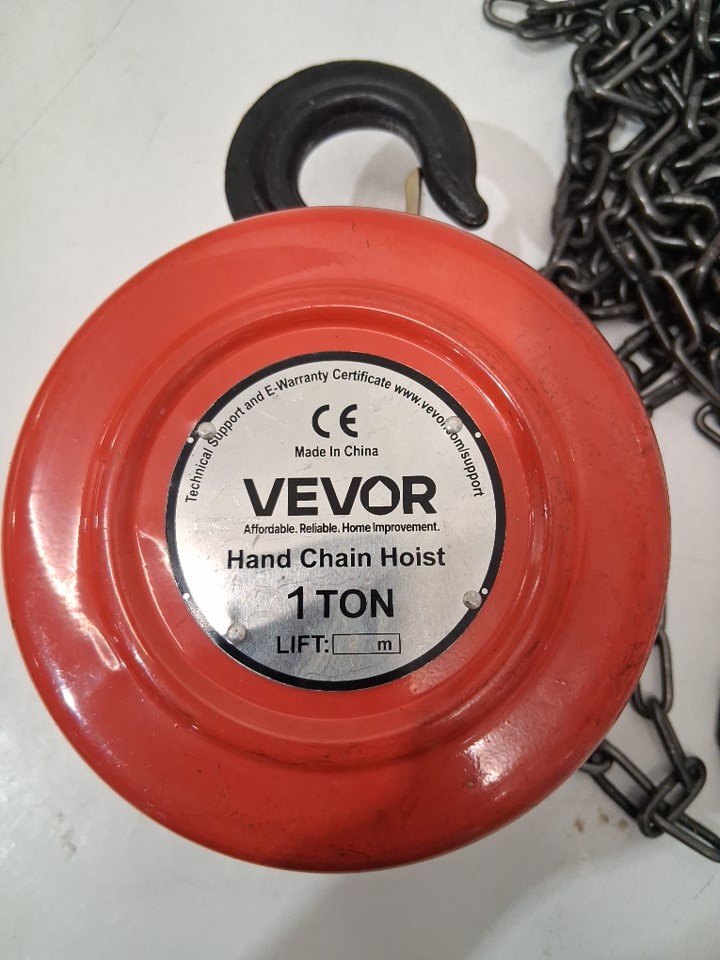 Technical Support and E-Warranty Certificate www.vevor.com/support
CE
Made In China
VEVOR
Affordable. Reliable. Home Improvement.
Hand Chain Hoist
1 TON
LIFT: m